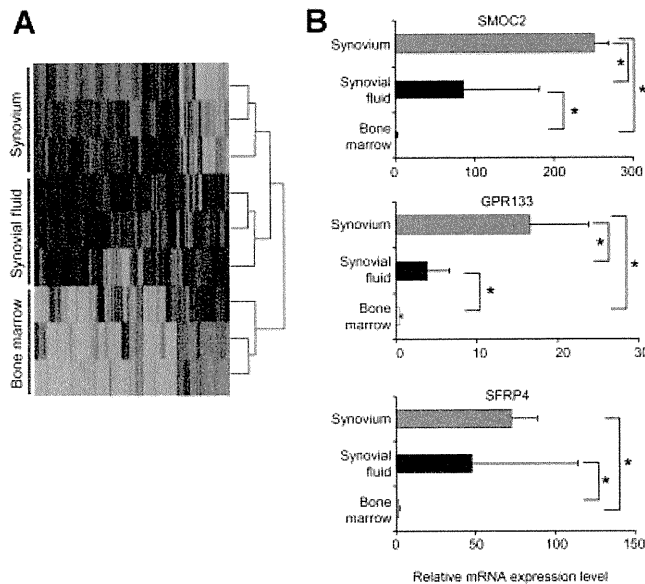 A
B
Synovium
Synovial fluid
Bone marrow
SMOC2
Synovium
Synovial
fluid
Bone
marrow
*
*
*
0 100 200 300
GPR133
Synovium
Synovial
fluid
Bone
marrow
*
*
*
0 10 20 30
SFRP4
Synovium
Synovial
fluid
Bone
marrow
*
*
0 50 100 150
Relative mRNA expression level